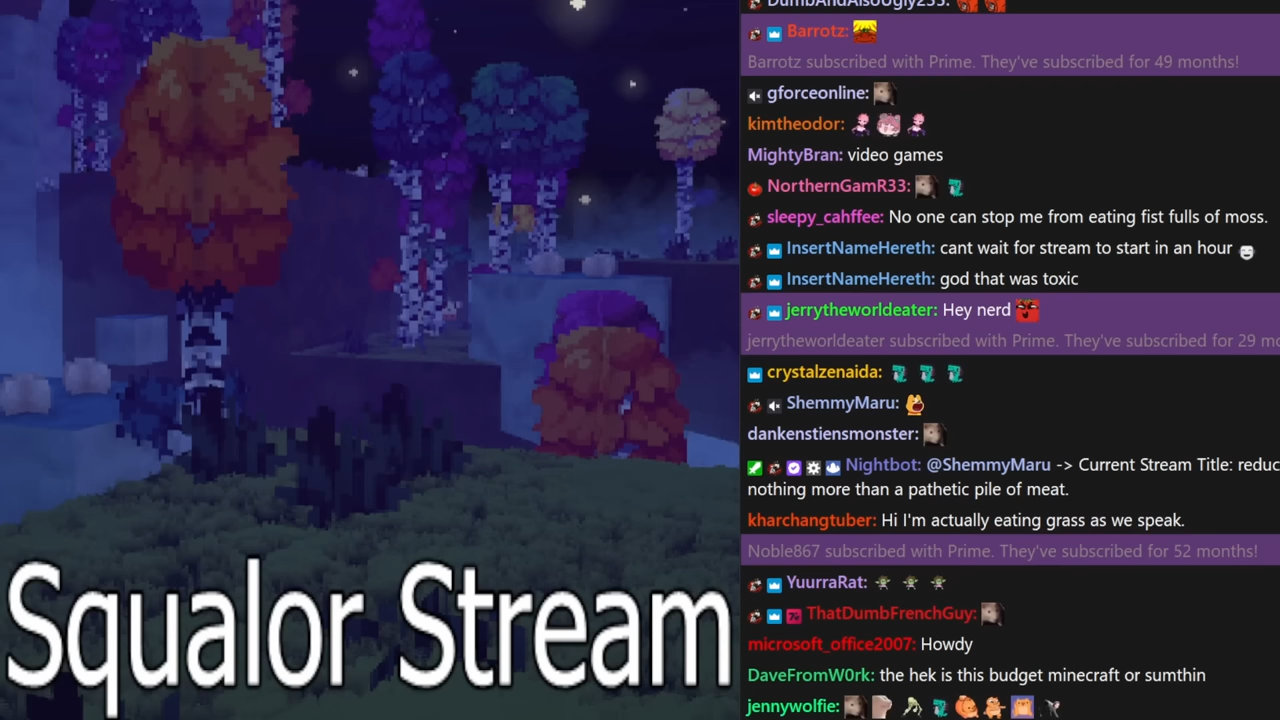 DumbAndAlsoUgly233:
Barrotz:
Barrotz subscribed with Prime. They've subscribed for 49 months!
gforceonline:
kimtheodor:
MightyBran: video games
NorthernGamR33:
sleepy_cahffee: No one can stop me from eating fist fulls of moss.
InsertNameHereth: cant wait for stream to start in an hour
InsertNameHereth: god that was toxic
jerrytheworldeater: Hey nerd
jerrytheworldeater subscribed with Prime. They've subscribed for 29 mo
crystalzenaida:
ShemmyMaru:
dankenstiensmonster:
Nightbot: @ShemmyMaru -> Current Stream Title: reduc
nothing more than a pathetic pile of meat.
kharchangtuber: Hi I'm actually eating grass as we speak.
Noble867 subscribed with Prime. They've subscribed for 52 months!
YuurraRat:
ThatDumbFrenchGuy:
microsoft_office2007: Howdy
DaveFromW0rk: the hek is this budget minecraft or sumthin
jennywolfie:
Squalor Stream